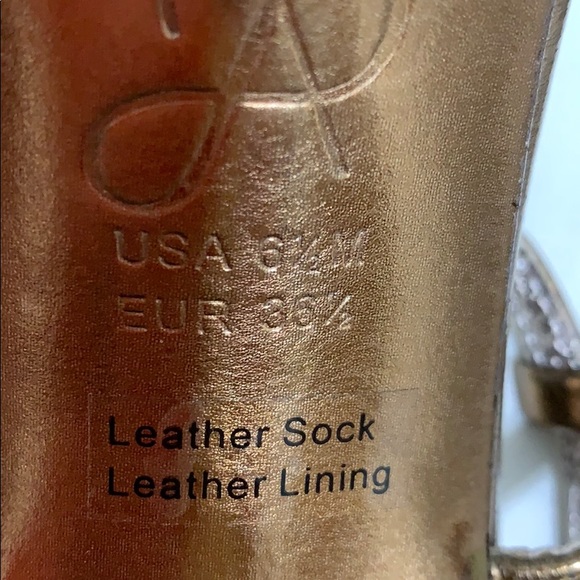 USA 6½M
EUR 36½
Leather Sock
Leather Lining